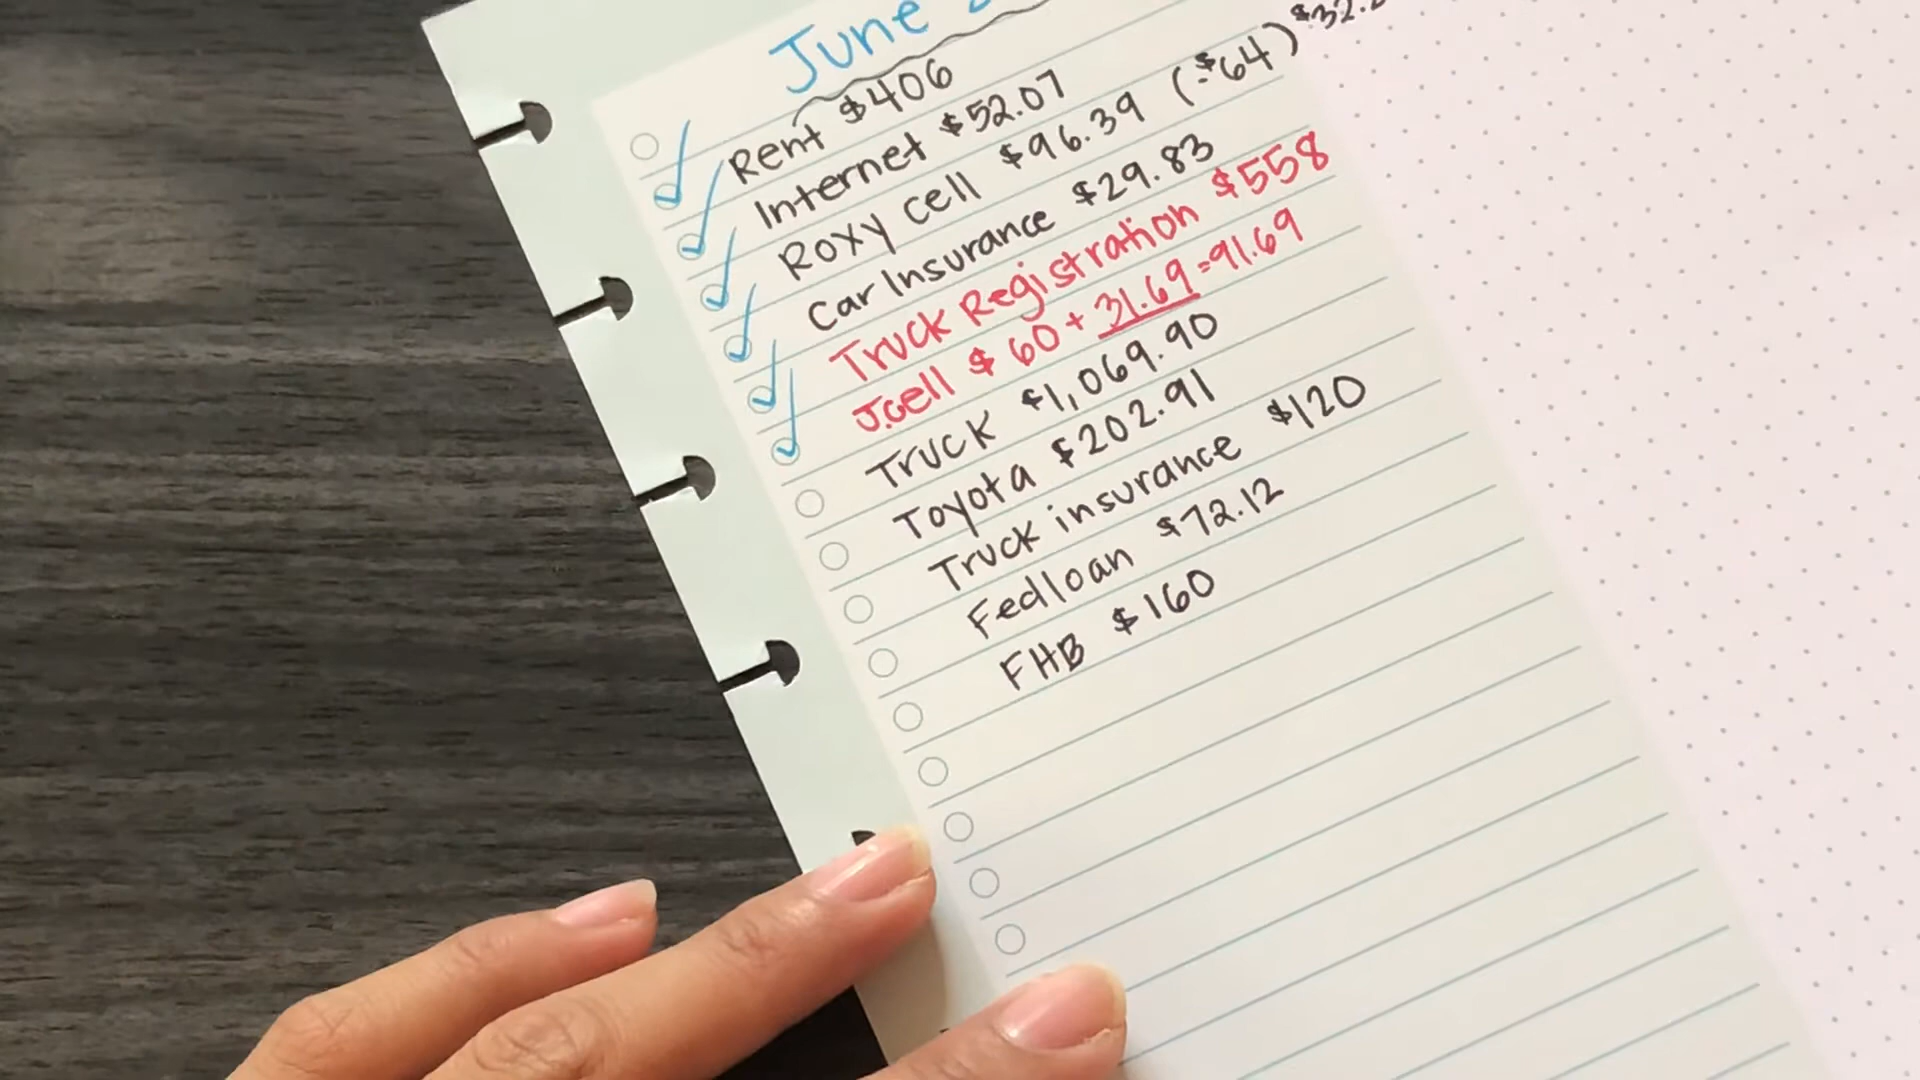 June
Rent $406
Internet $52.07
Roxy cell $96.39 (-$64)
Car Insurance $29.83
Truck Registration $558
J.cell $60 + 31.69 = 91.69
Truck $1,069.90
Toyota $202.91
Truck insurance $120
Fedloan $72.12
FHB $160